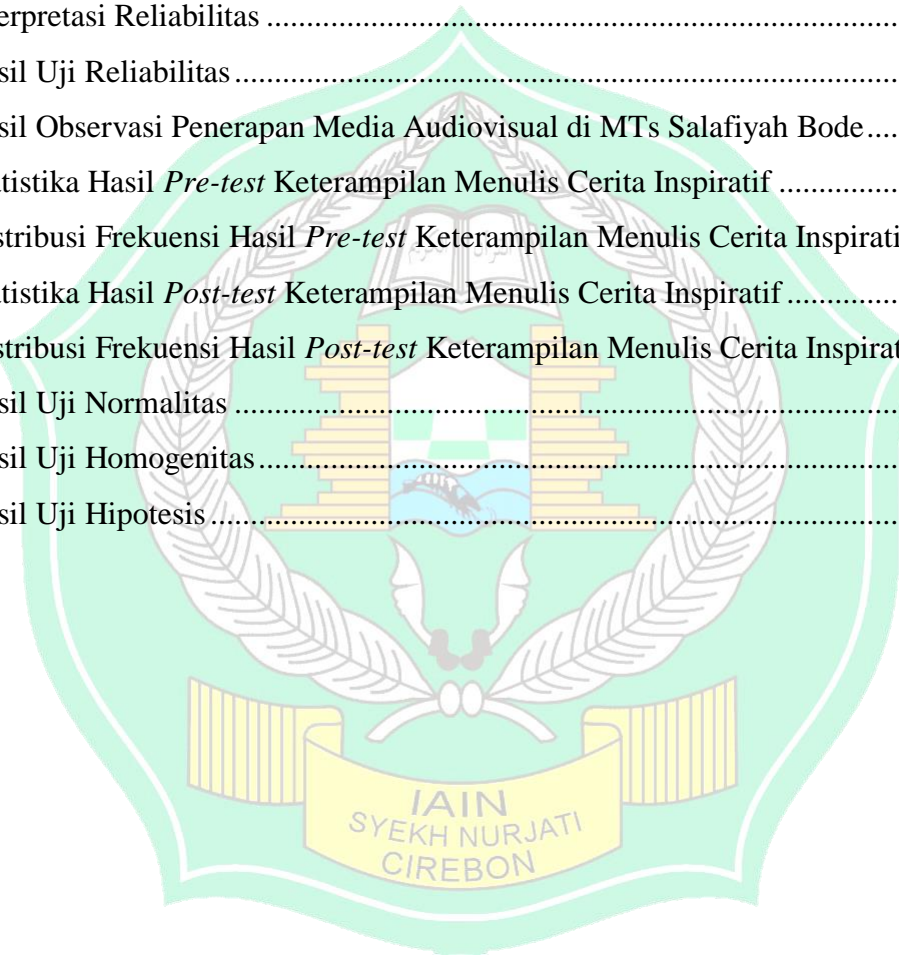 erpretasi Reliabilitas ...........................................................................
sil Uji Reliabilitas .................................................................................
sil Observasi Penerapan Media Audiovisual di MTs Salafiyah Bode ....
tistika Hasil Pre-test Keterampilan Menulis Cerita Inspiratif ...............
stribusi Frekuensi Hasil Pre-test Keterampilan Menulis Cerita Inspirati
tistika Hasil Post-test Keterampilan Menulis Cerita Inspiratif ..............
stribusi Frekuensi Hasil Post-test Keterampilan Menulis Cerita Inspirat
sil Uji Normalitas .................................................................................
sil Uji Homogenitas ..............................................................................
sil Uji Hipotesis .....................................................................................
IAIN
SYEKH NURJATI
CIREBON